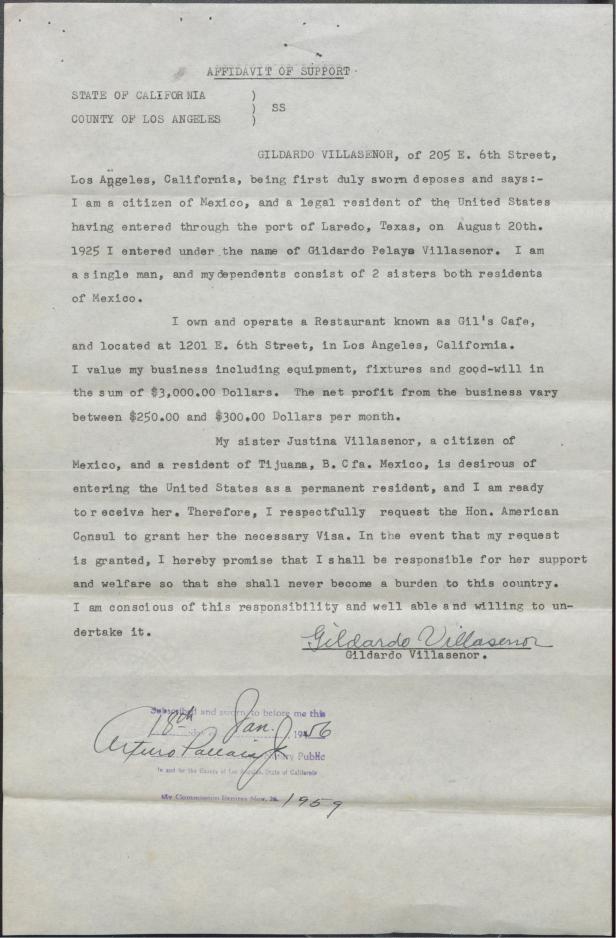 AFFIDAVIT OF SUPPORT
STATE OF CALIFORNIA )
) SS
COUNTY OF LOS ANGELES )
GILDARDO VILLASENOR, of 205 E. 6th Street,
Los Angeles, California, being first duly sworn deposes and says:-
I am a citizen of Mexico, and a legal resident of the United States
having entered through the port of Laredo, Texas, on August 20th.
1925 I entered under the name of Gildardo Pelayo Villasenor. I am
a single man, and my dependents consist of 2 sisters both residents
of Mexico.
I own and operate a Restaurant known as Gil's Cafe,
and located at 1201 E. 6th Street, in Los Angeles, California.
I value my business including equipment, fixtures and good-will in
the sum of $3,000.00 Dollars. The net profit from the business vary
between $250.00 and $300.00 Dollars per month.
My sister Justina Villasenor, a citizen of
Mexico, and a resident of Tijuana, B. Cfa. Mexico, is desirous of
entering the United States as a permanent resident, and I am ready
to receive her. Therefore, I respectfully request the Hon. American
Consul to grant her the necessary Visa. In the event that my request
is granted, I hereby promise that I shall be responsible for her support
and welfare so that she shall never become a burden to this country.
I am conscious of this responsibility and well able and willing to un-
dertake it.
Gildardo Villasenor
Gildardo Villasenor.
Subscribed and sworn to before me this
18th day Jan. 1956
Arturo Notary Public
In and for the County of Los Angeles, State of California
My Commission Expires Nov. 1959